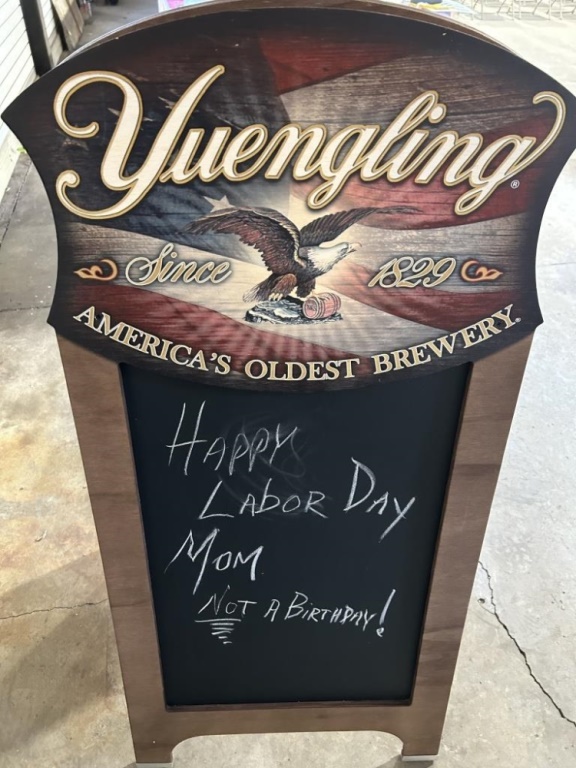 Yuengling®
Since 1829
AMERICA'S OLDEST BREWERY.
HAPPY
LABOR DAY
MOM
NOT A BIRTHDAY!